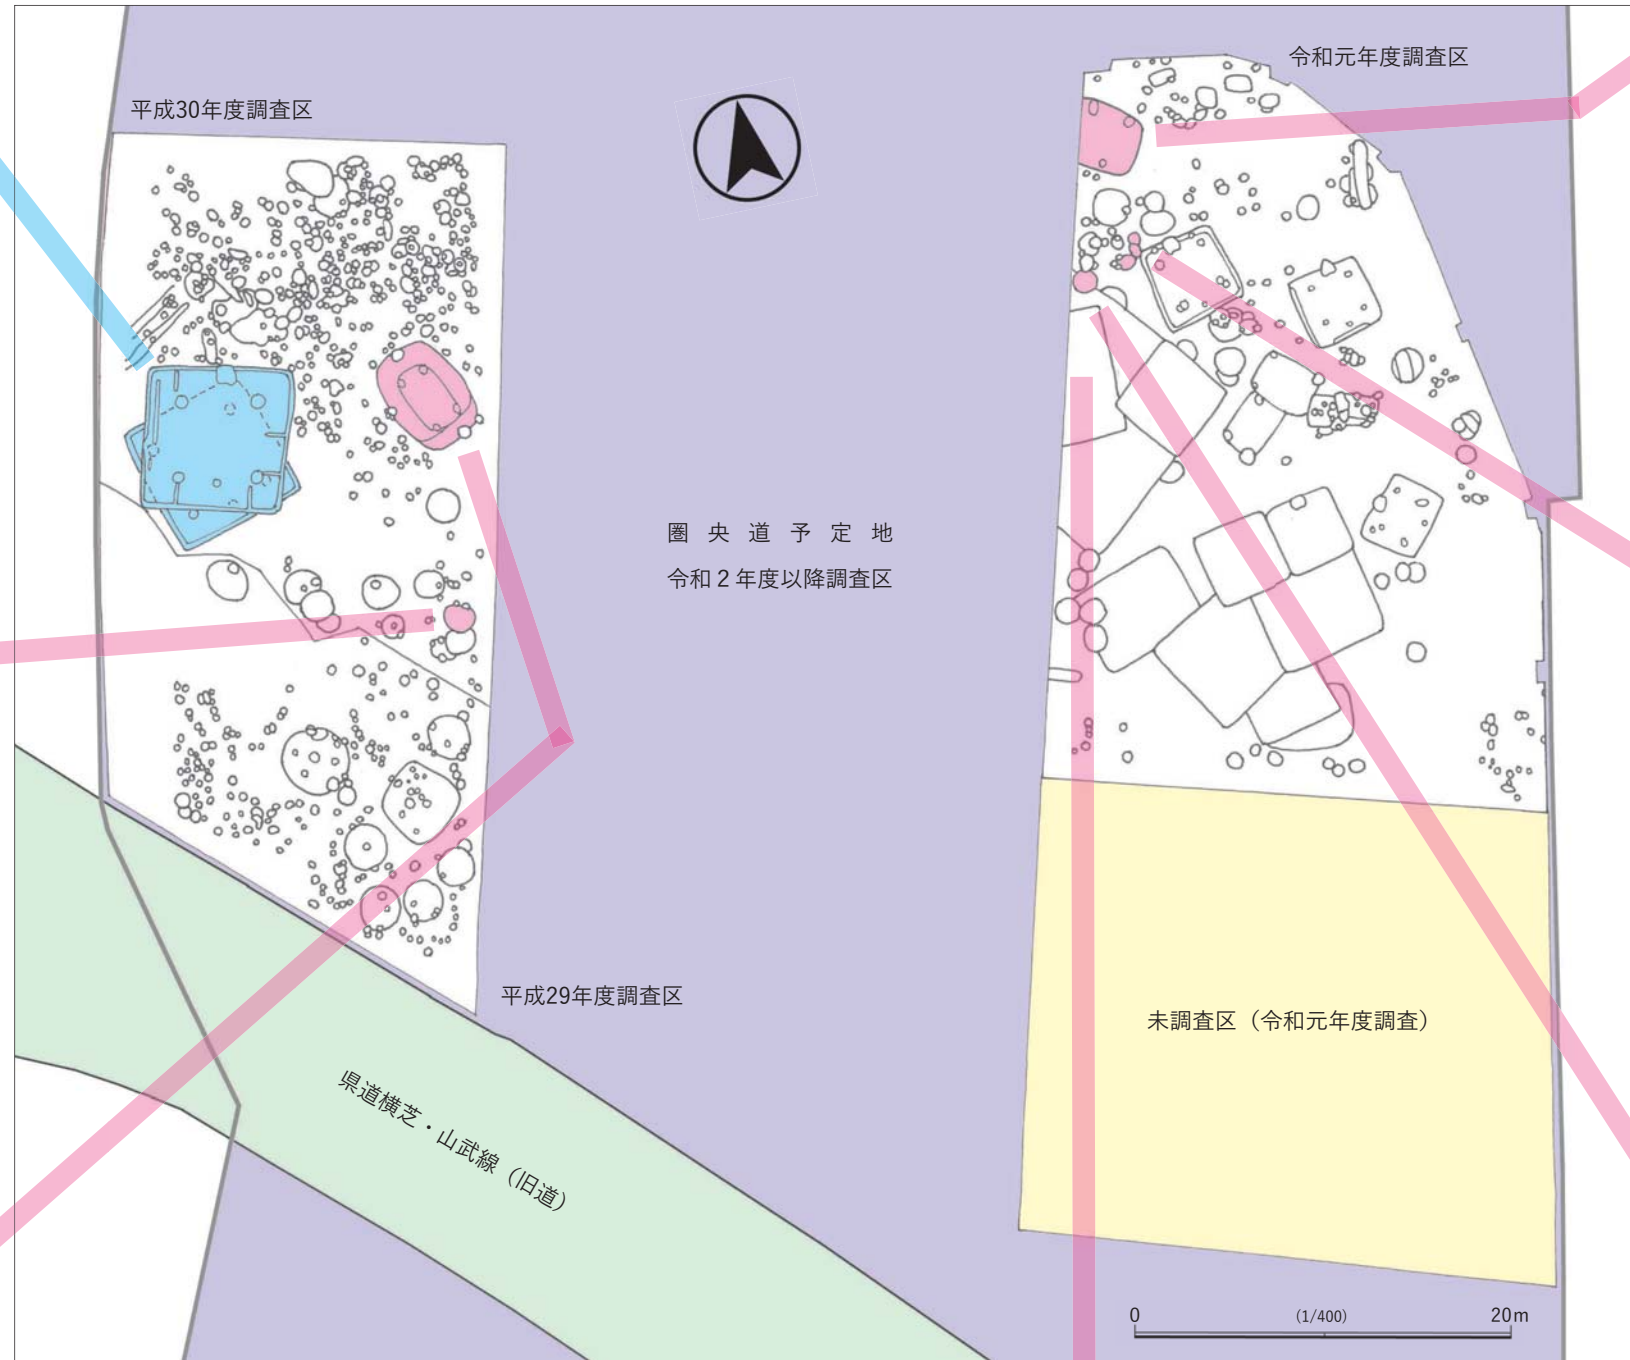 令和元年度調査区
平成30年度調査区
圏央道予定地
令和２年度以降調査区
平成29年度調査区
未調査区（令和元年度調査）
県道横芝・山武線（旧道）
0 (1/400) 20m